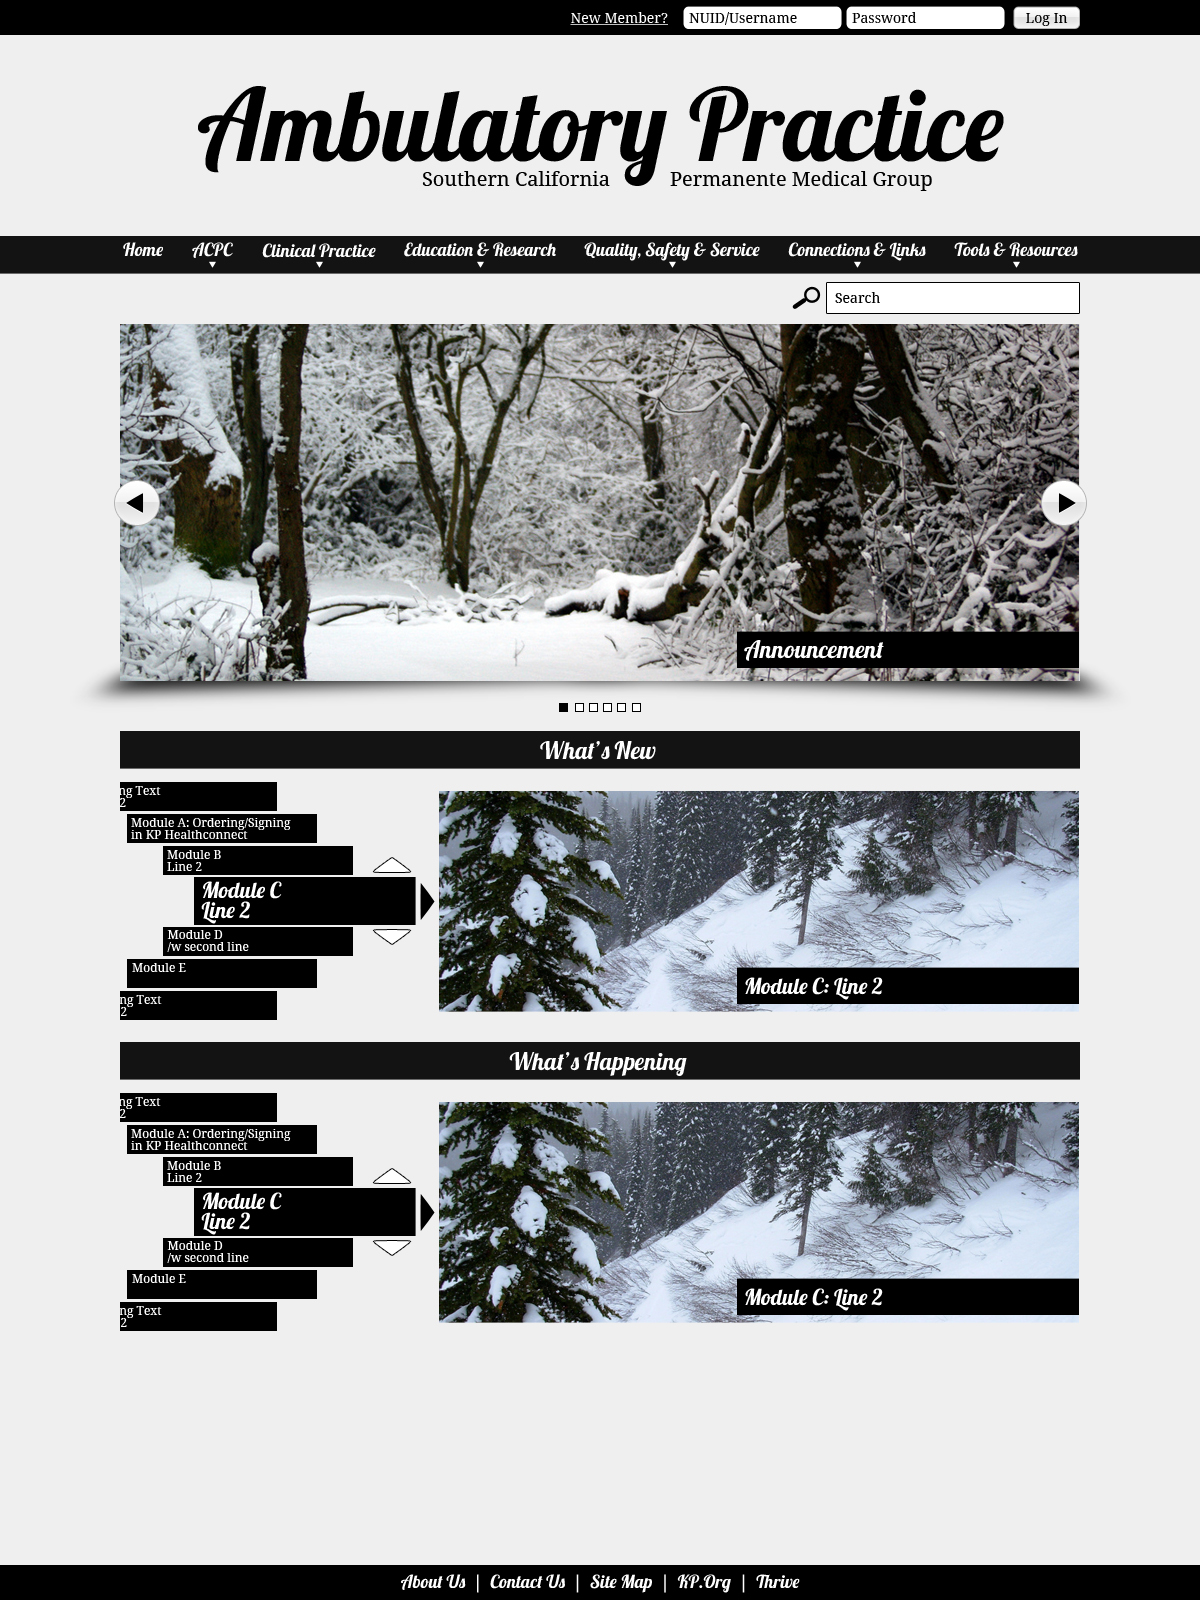 New Member? NUID/Username Password Log In
Ambulatory Practice
Southern California Permanente Medical Group
Home ACPC Clinical Practice Education & Research Quality, Safety & Service Connections & Links Tools & Resources
Search
Announcement
What's New
ng Text
2
Module A: Ordering/Signing
in KP Healthconnect
Module B
Line 2
Module C
Line 2
Module D
/w second line
Module E
ng Text
2
Module C: Line 2
What's Happening
ng Text
2
Module A: Ordering/Signing
in KP Healthconnect
Module B
Line 2
Module C
Line 2
Module D
/w second line
Module E
ng Text
2
Module C: Line 2
About Us | Contact Us | Site Map | KP.Org | Thrive